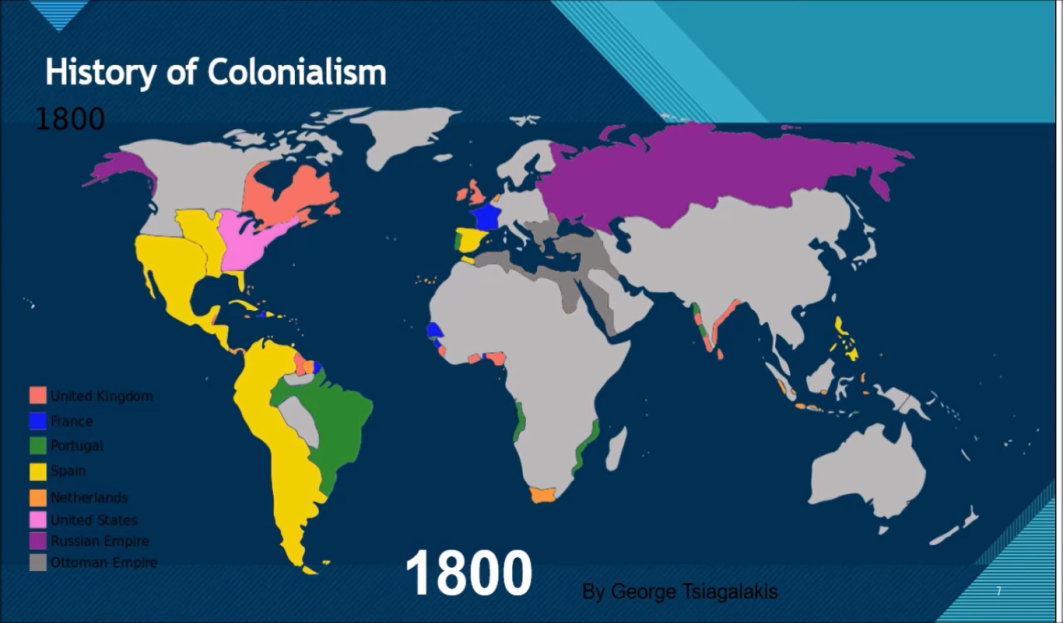 History of Colonialism
1800
United Kingdom
France
Portugal
Spain
Netherlands
United States
Russian Empire
Ottoman Empire
1800
By George Tsiagalakis
7